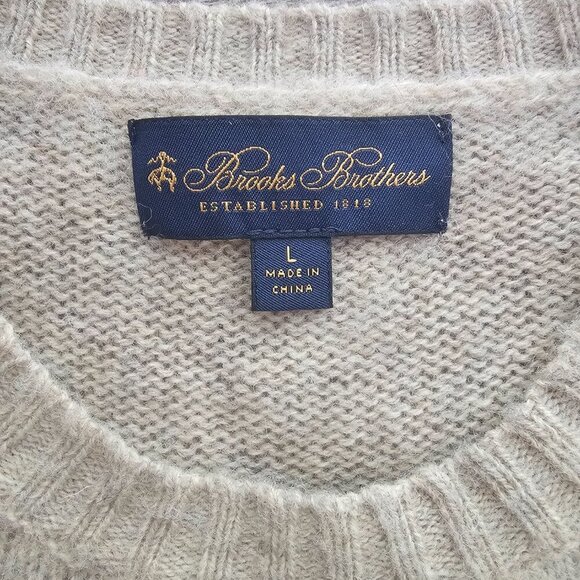 Brooks Brothers
ESTABLISHED 1818
L
MADE IN
CHINA